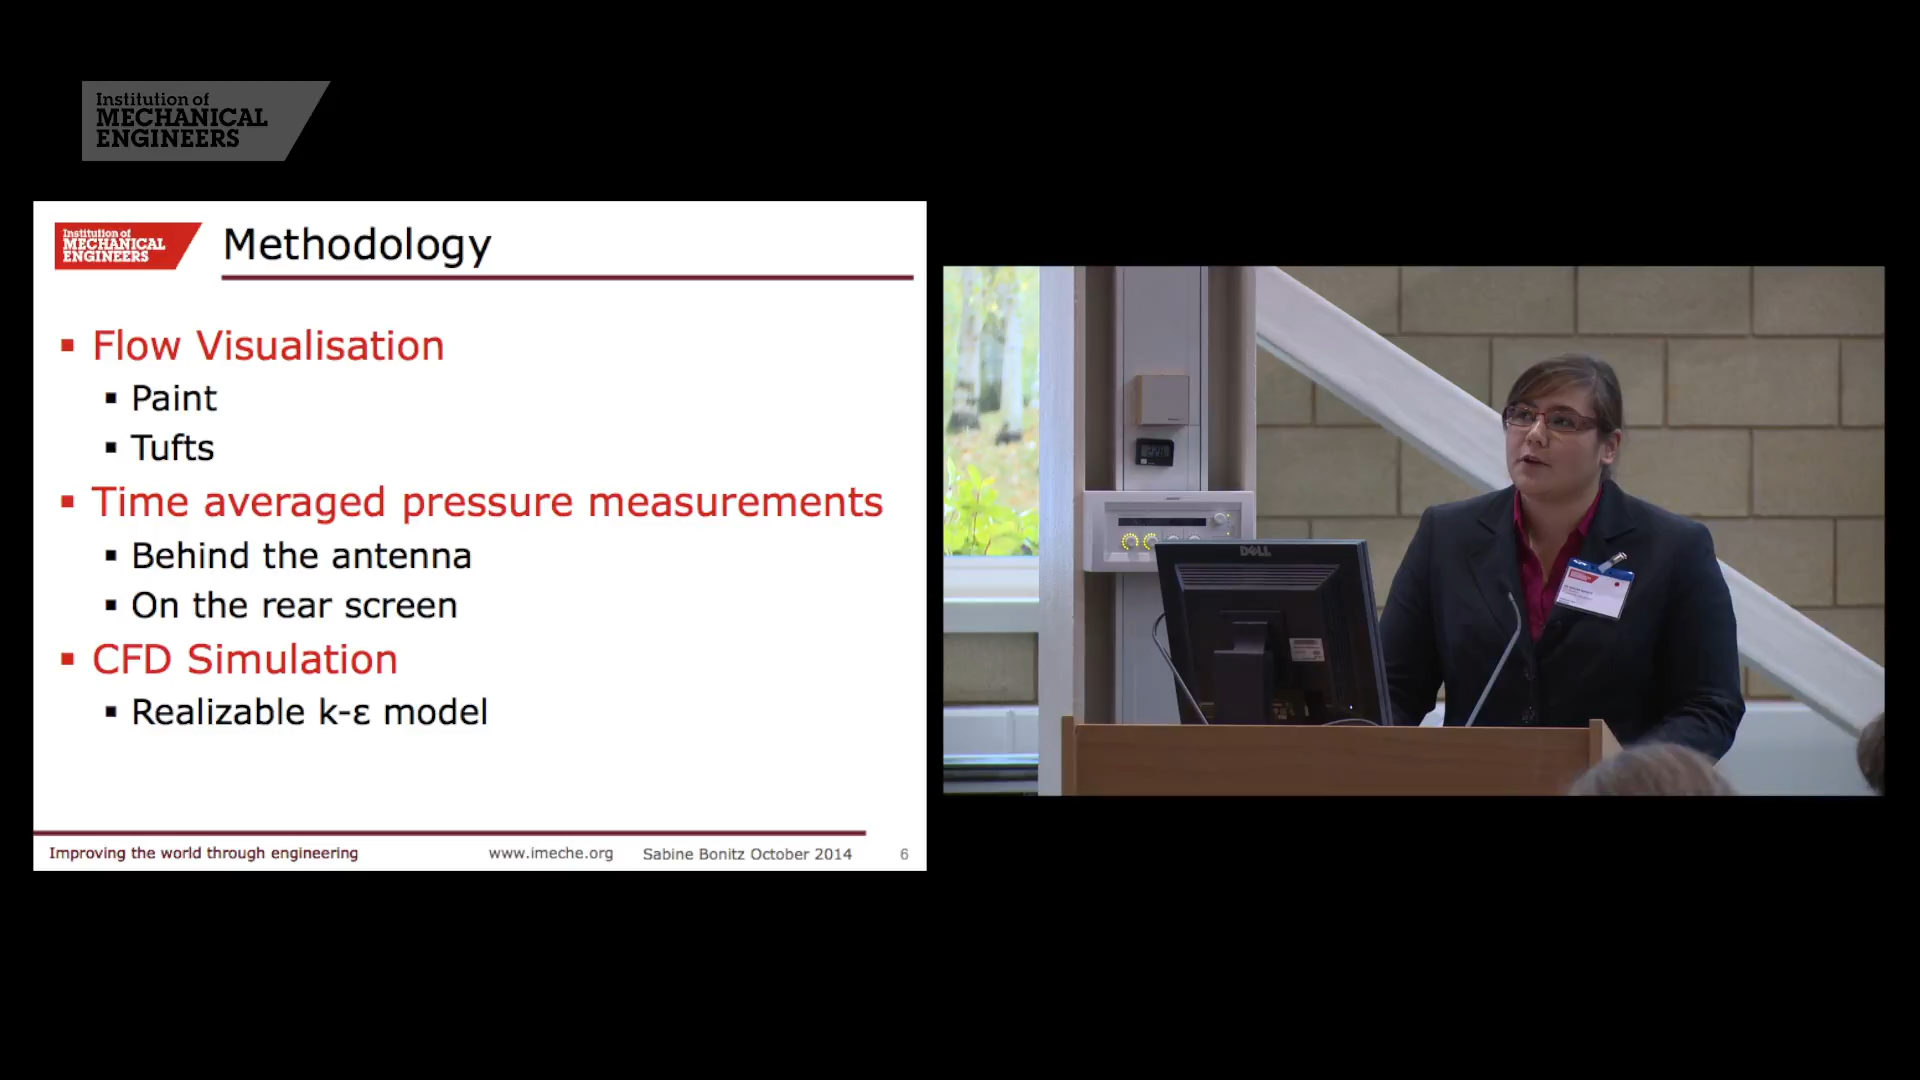 Institution of
MECHANICAL
ENGINEERS
Institution of
MECHANICAL
ENGINEERS
Methodology
▪ Flow Visualisation
▪ Paint
▪ Tufts
▪ Time averaged pressure measurements
▪ Behind the antenna
▪ On the rear screen
▪ CFD Simulation
▪ Realizable k-ε model
Improving the world through engineering www.imeche.org Sabine Bonitz October 2014 6
DELL